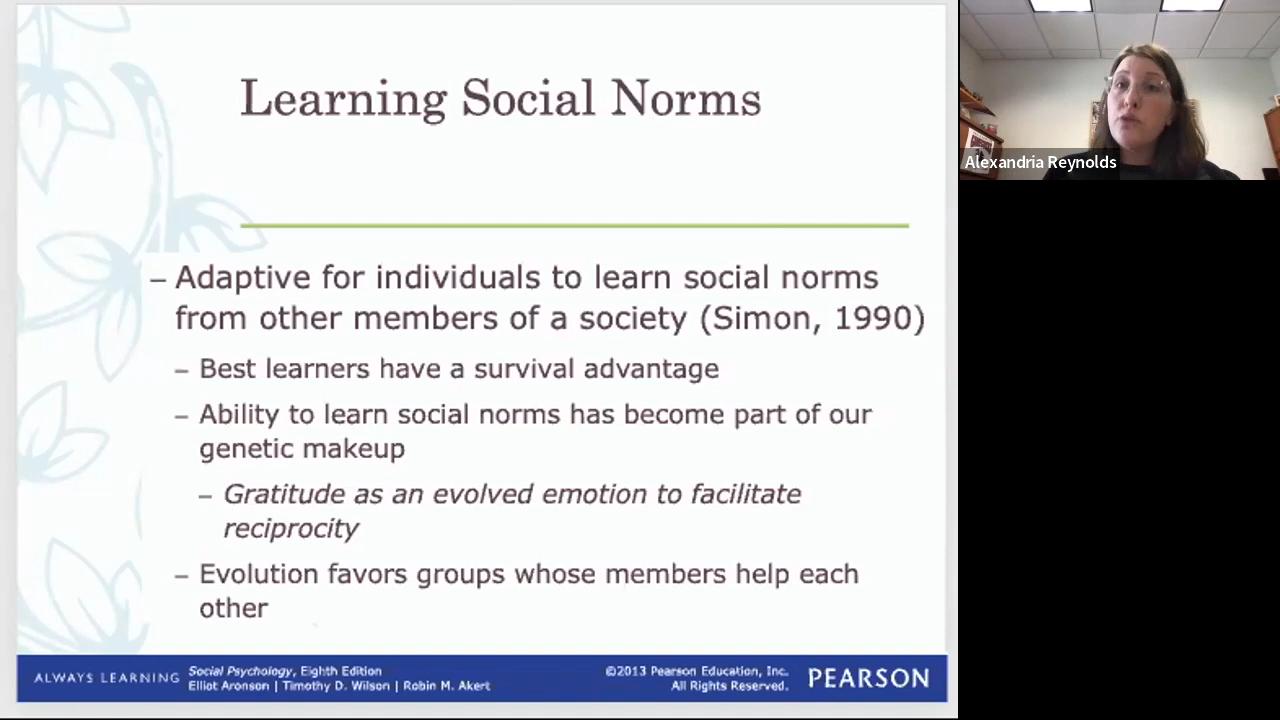 Learning Social Norms
Alexandria Reynolds
– Adaptive for individuals to learn social norms
from other members of a society (Simon, 1990)
– Best learners have a survival advantage
– Ability to learn social norms has become part of our
genetic makeup
– Gratitude as an evolved emotion to facilitate
reciprocity
– Evolution favors groups whose members help each
other
ALWAYS LEARNING
Social Psychology, Eighth Edition
Elliot Aronson | Timothy D. Wilson | Robin M. Akert
©2013 Pearson Education, Inc.
All Rights Reserved.
PEARSON